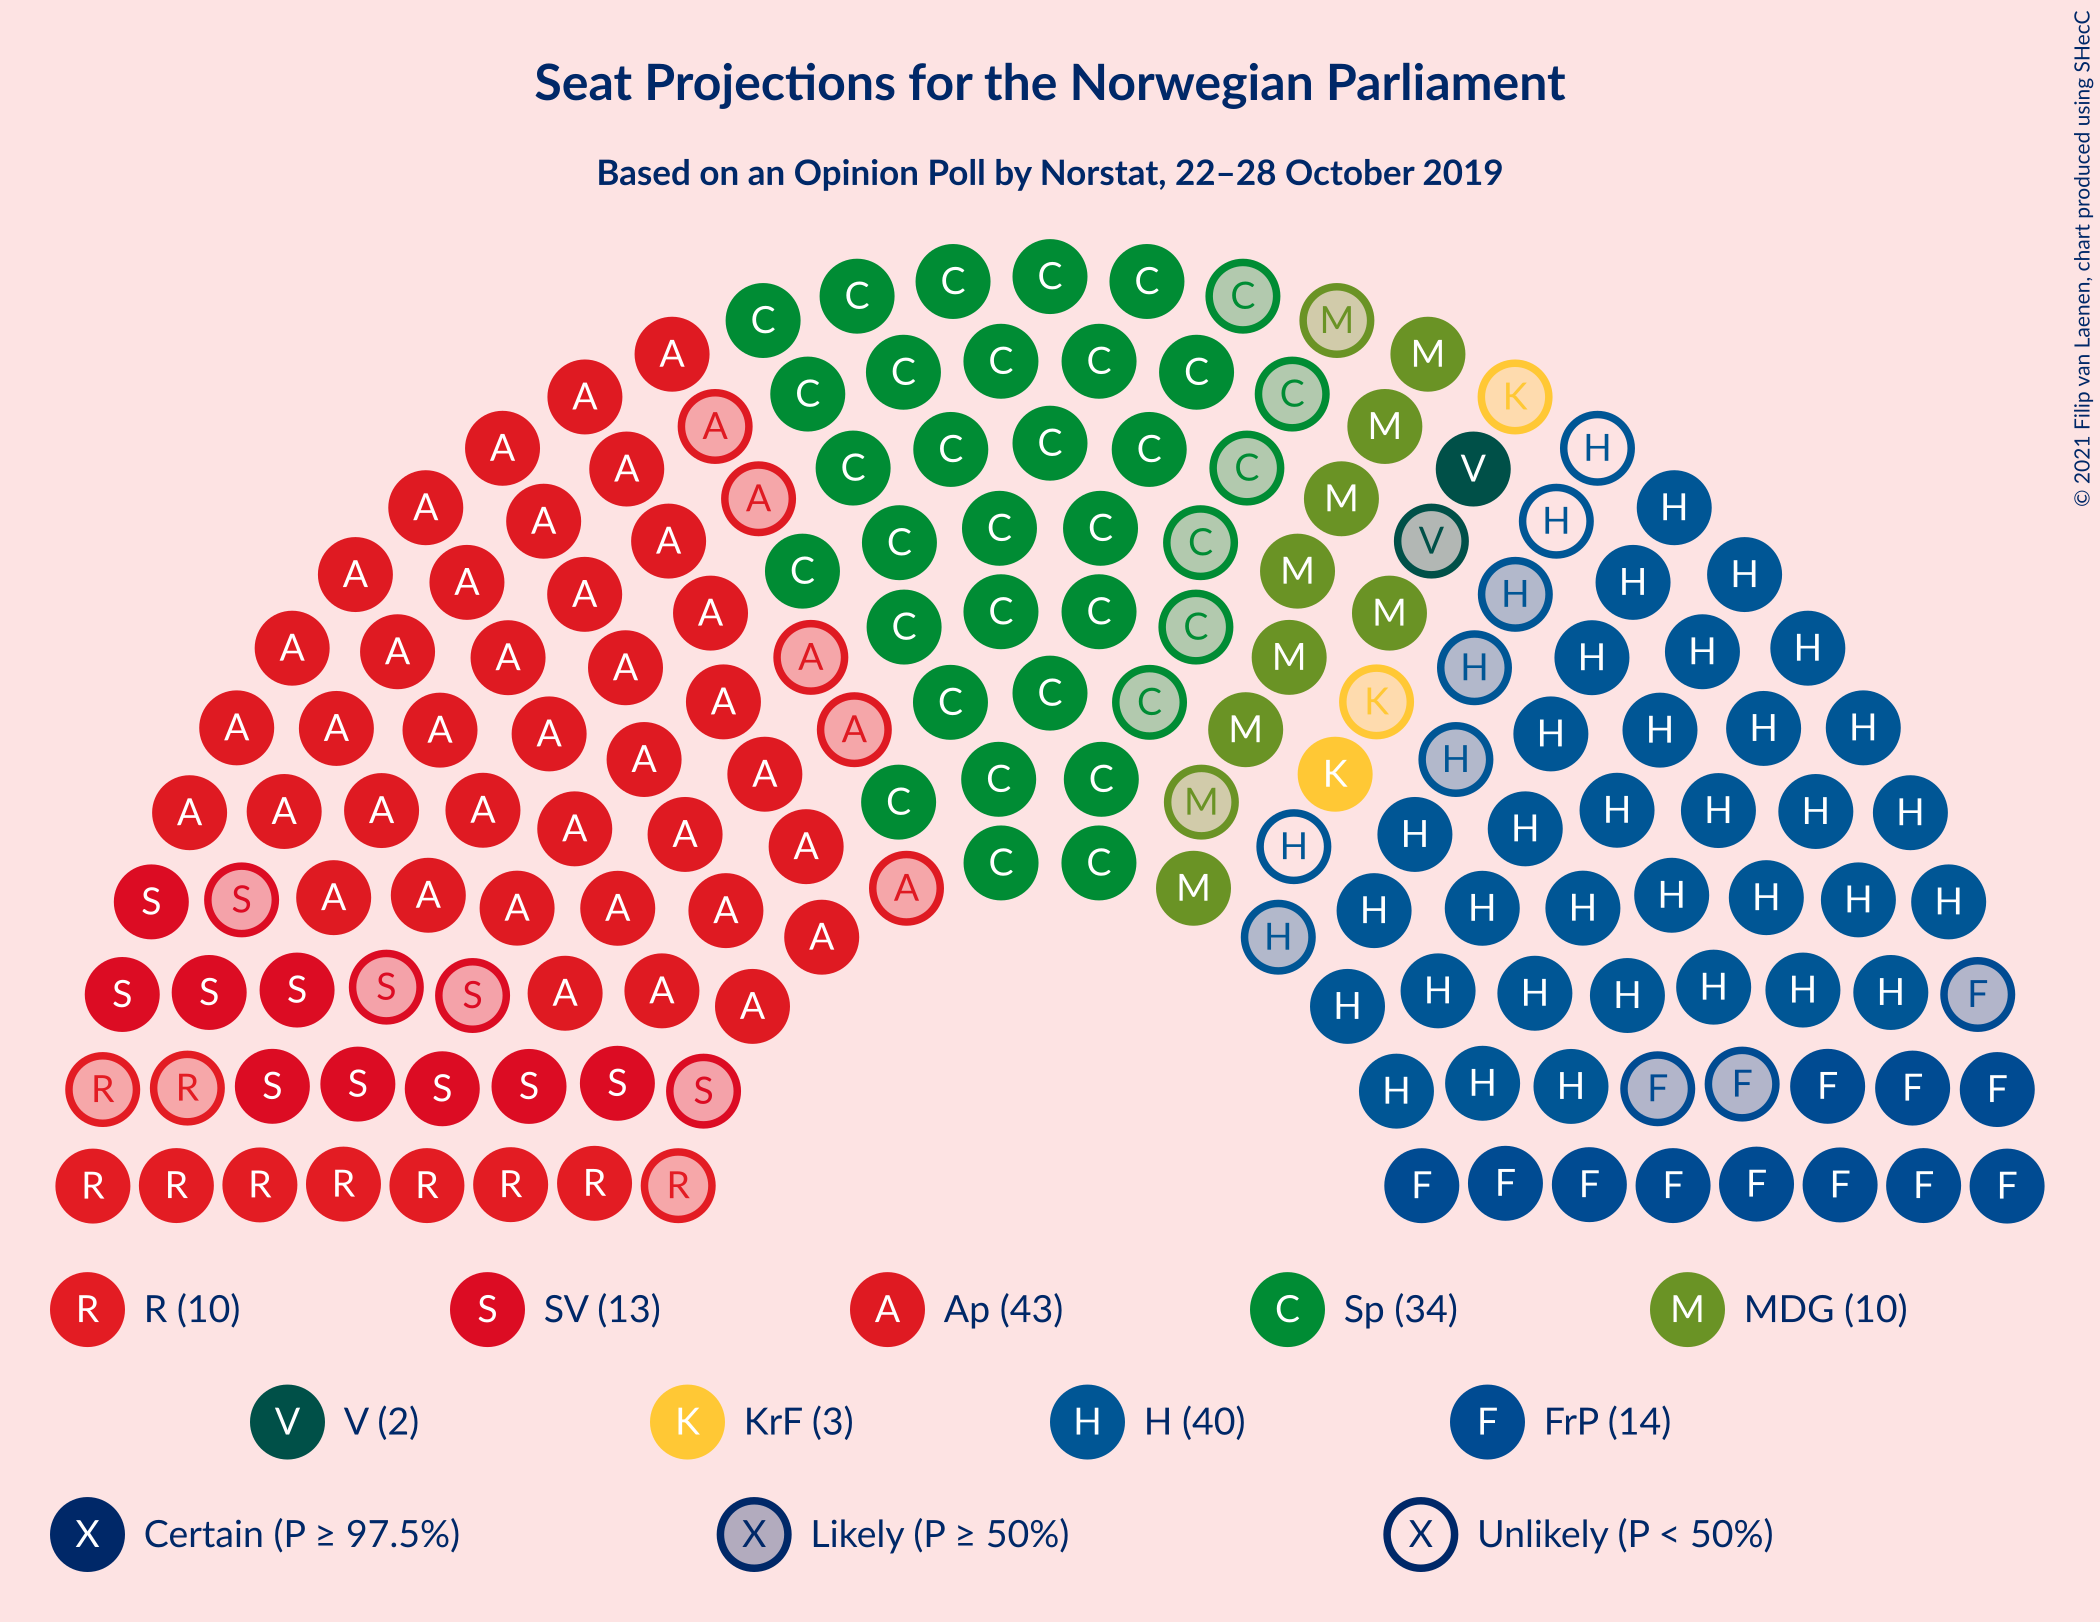 Seat Projections for the Norwegian Parliament
Based on an Opinion Poll by Norstat, 22–28 October 2019
© 2021 Filip van Laenen, chart produced using SHecC
C C C C C C M
A C C C C C C M M K
A A C C C C C M M V H
A A A C C C C C M V H H
A A A C C C C M M H H
A A A A A C C C M K H H H
A A A A A C C M K H H H H
A A A A A A C C C M H H H H H H
A A A A A A A C C M H H H H H H H
S S A A A A A A A H H H H H H H H
S S S S S A A A H H H H H H H F
R R S S S S S S H H H F F F F F
R R R R R R R R F F F F F F F F
R R (10) S SV (13) A Ap (43) C Sp (34) M MDG (10)
V V (2) K KrF (3) H H (40) F FrP (14)
X Certain (P ≥ 97.5%) X Likely (P ≥ 50%) X Unlikely (P < 50%)